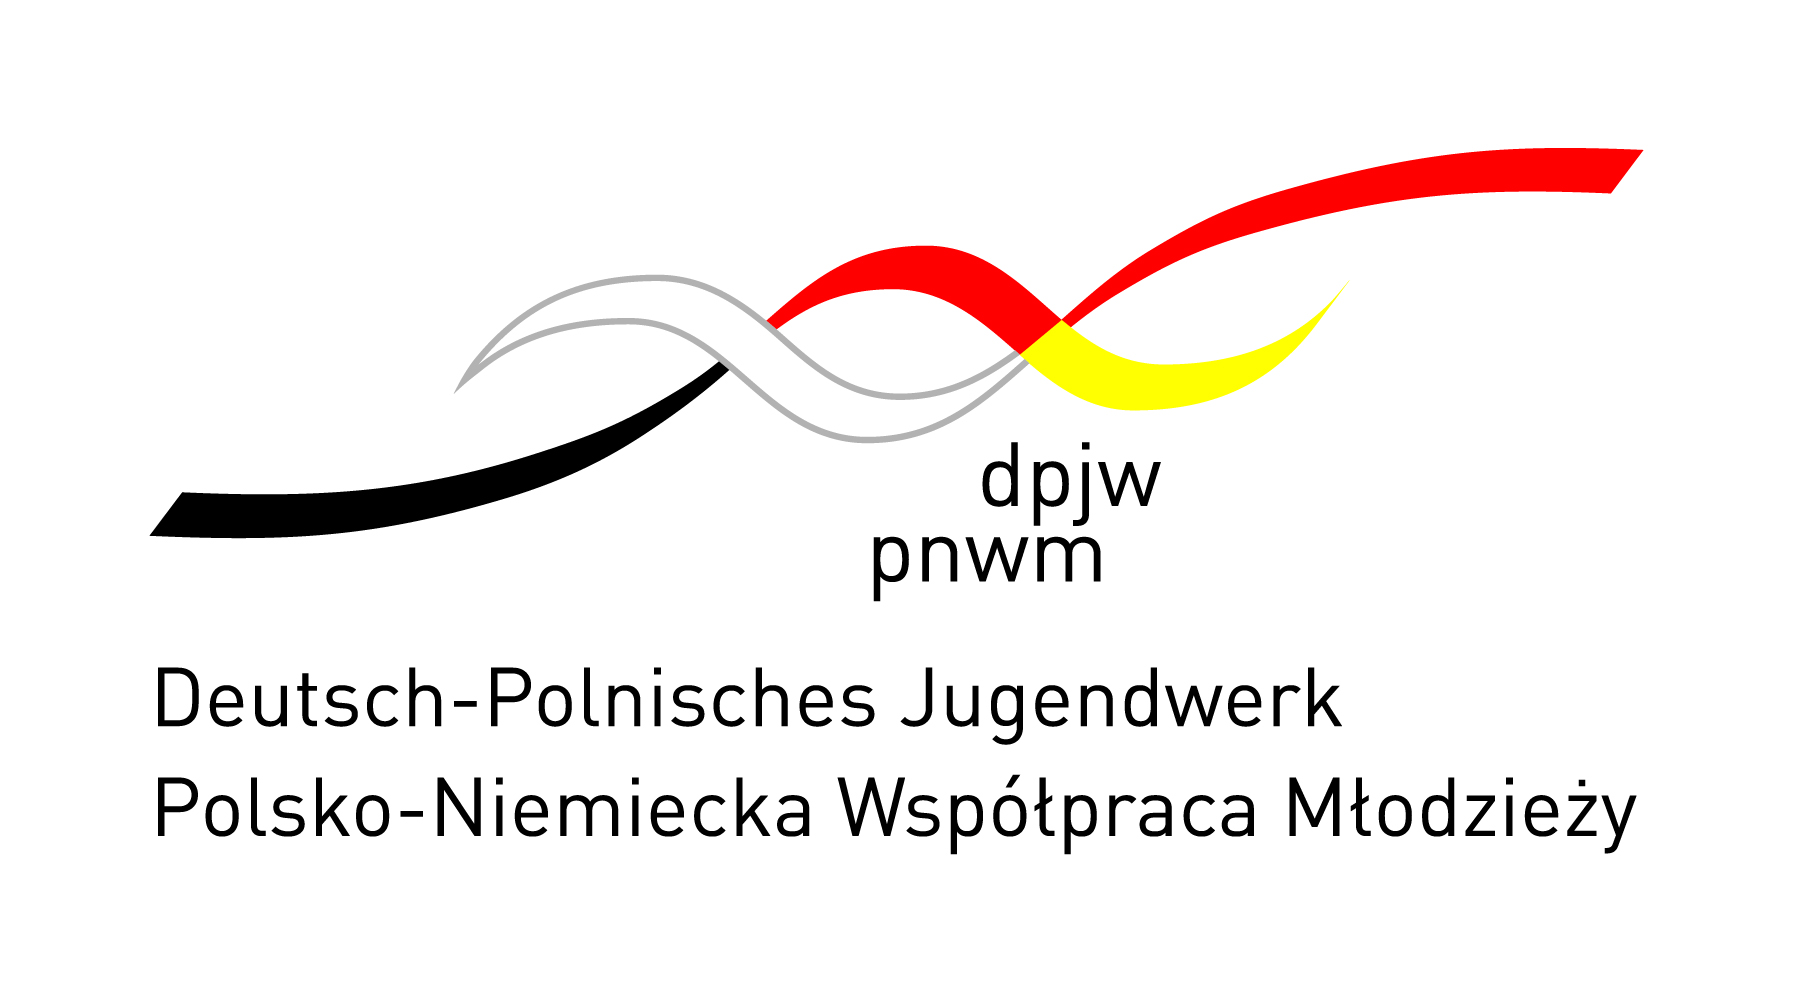 dpjw
pnwm
Deutsch-Polnisches Jugendwerk
Polsko-Niemiecka Współpraca Młodzieży